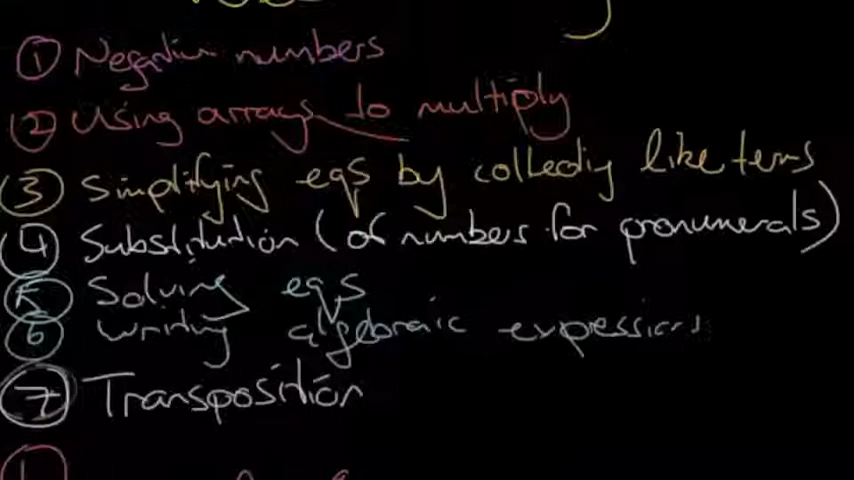 ① Negative numbers
② Using arrays to multiply
③ Simplifying eqs by collecting like terms
④ Substitution (of numbers for pronumerals)
⑤ Solving eqs
⑥ Writing algebraic expressions
⑦ Transposition